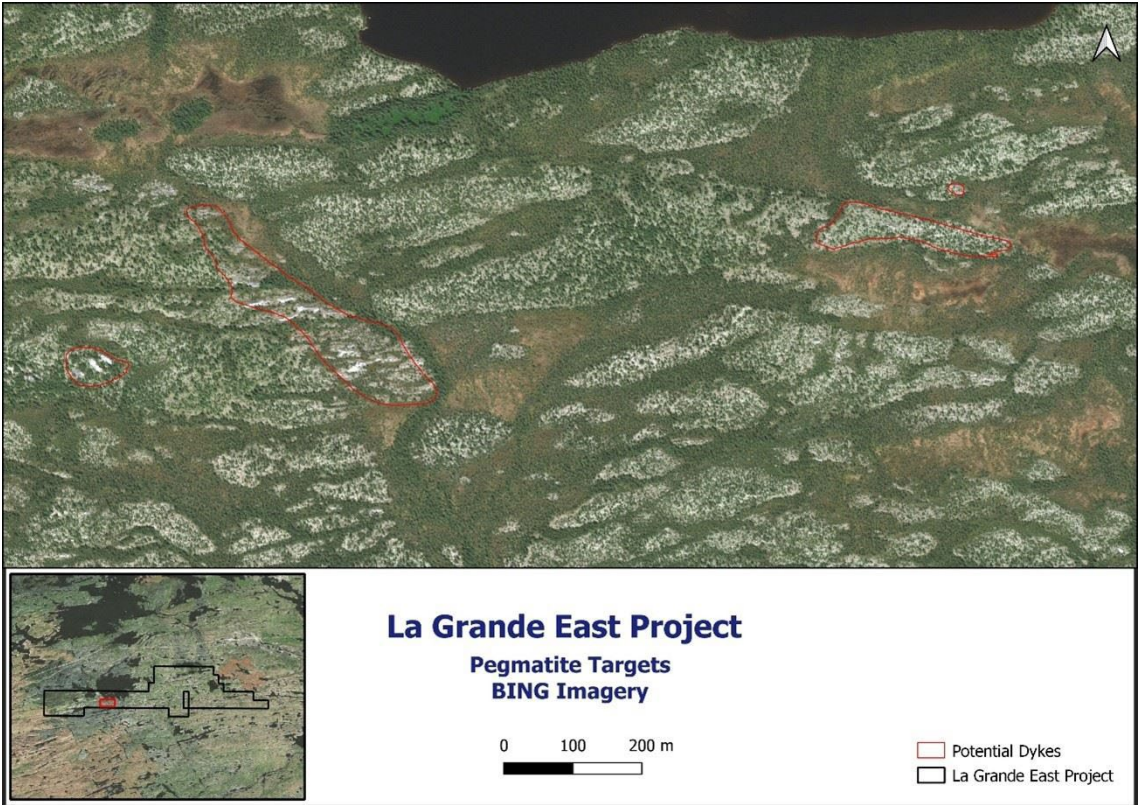 La Grande East Project
Pegmatite Targets
BING Imagery
0 100 200 m
Potential Dykes
La Grande East Project